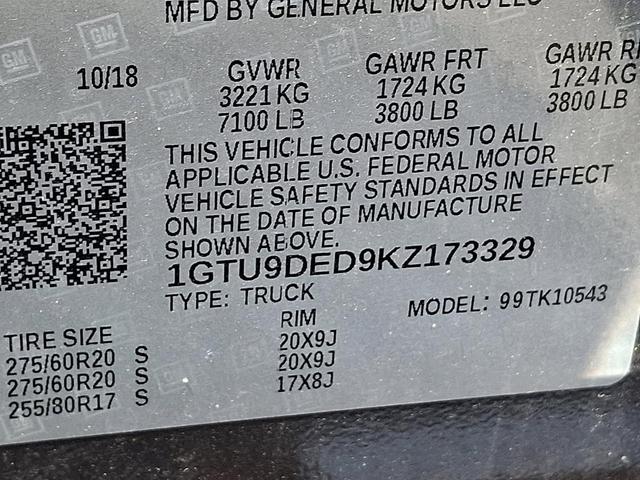 MFD BY GENERAL MOTORS LLC
10/18
GVWR
3221 KG
7100 LB
GAWR FRT
1724 KG
3800 LB
GAWR R
1724 KG
3800 LB
THIS VEHICLE CONFORMS TO ALL
APPLICABLE U.S. FEDERAL MOTOR
VEHICLE SAFETY STANDARDS IN EFFECT
ON THE DATE OF MANUFACTURE
SHOWN ABOVE.
1GTU9DED9KZ173329
TYPE: TRUCK
MODEL: 99TK10543
TIRE SIZE
RIM
275/60R20 S 20X9J
275/60R20 S 20X9J
255/80R17 S 17X8J
GM
GM